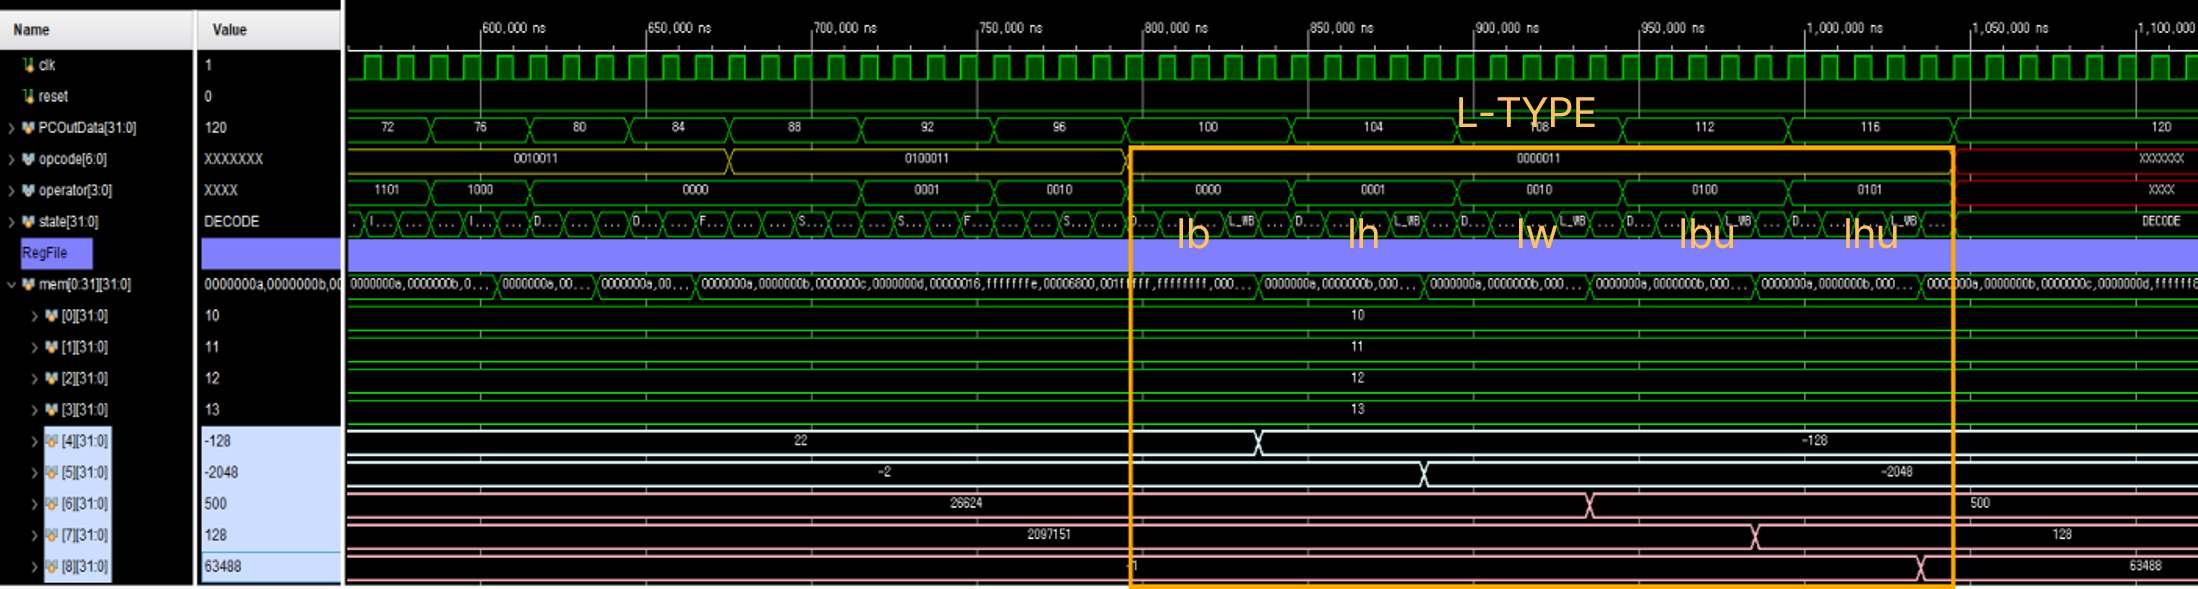 Name Value 600,000 ns 650,000 ns 700,000 ns 750,000 ns 800,000 ns 850,000 ns 900,000 ns 950,000 ns 1,000,000 ns 1,050,000 ns 1,100,000
clk 1
reset 0
L-TYPE
PCOutData[31:0] 120 72 76 80 84 88 92 96 100 104 108 112 116 120
opcode[6:0] XXXXXXX 0010011 0100011 0000011 XXXXXXX
operator[3:0] XXXX 1101 1000 0000 0001 0010 0000 0001 0010 0100 0101 XXXX
state[31:0] DECODE . I... ... ... I... ... D... ... ... D... ... F... ... ... S... ... ... S... ... F... ... ... S... ... D... ... ... L_WB ... D... ... ... L_WB ... D... ... ... L_WB ... D... ... ... L_WB ... D... ... ... L_WB ... DECODE
lb lh lw lbu lhu
RegFile
mem[0:31][31:0] 0000000a,0000000b,00 0000000a,0000000b,0... 0000000a,00... 0000000a,00... 0000000a,0000000b,0000000c,0000000d,00000016,fffffffe,00006800,001fffff,ffffffff,000... 0000000a,0000000b,000... 0000000a,0000000b,000... 0000000a,0000000b,000... 0000000a,0000000b,000... 0000000a,0000000b,0000000c,0000000d,ffffff8
[0][31:0] 10 10
[1][31:0] 11 11
[2][31:0] 12 12
[3][31:0] 13 13
[4][31:0] -128 22 -128
[5][31:0] -2048 -2 -2048
[6][31:0] 500 26624 500
[7][31:0] 128 2097151 128
[8][31:0] 63488 -1 63488